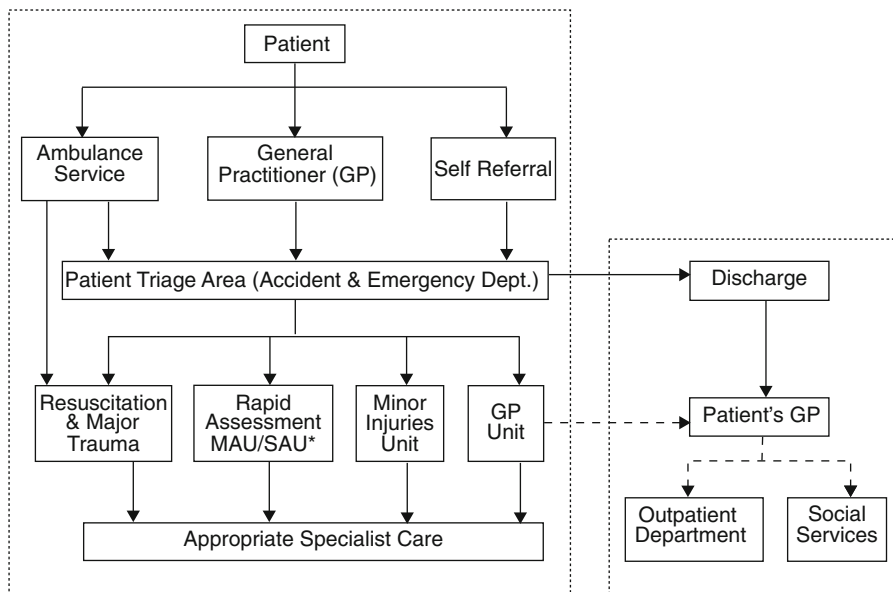 Patient
Ambulance
Service
General
Practitioner (GP)
Self Referral
Patient Triage Area (Accident & Emergency Dept.)
Discharge
Resuscitation
& Major
Trauma
Rapid
Assessment
MAU/SAU*
Minor
Injuries
Unit
GP
Unit
Patient's GP
Appropriate Specialist Care
Outpatient
Department
Social
Services